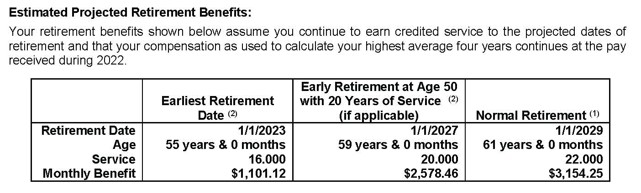 Estimated Projected Retirement Benefits:
Your retirement benefits shown below assume you continue to earn credited service to the projected dates of
retirement and that your compensation as used to calculate your highest average four years continues at the pay
received during 2022.
Early Retirement at Age 50
Earliest Retirement with 20 Years of Service (2)
Date (2) (if applicable) Normal Retirement (1)
Retirement Date 1/1/2023 1/1/2027 1/1/2029
Age 55 years & 0 months 59 years & 0 months 61 years & 0 months
Service 16.000 20.000 22.000
Monthly Benefit $1,101.12 $2,578.46 $3,154.25